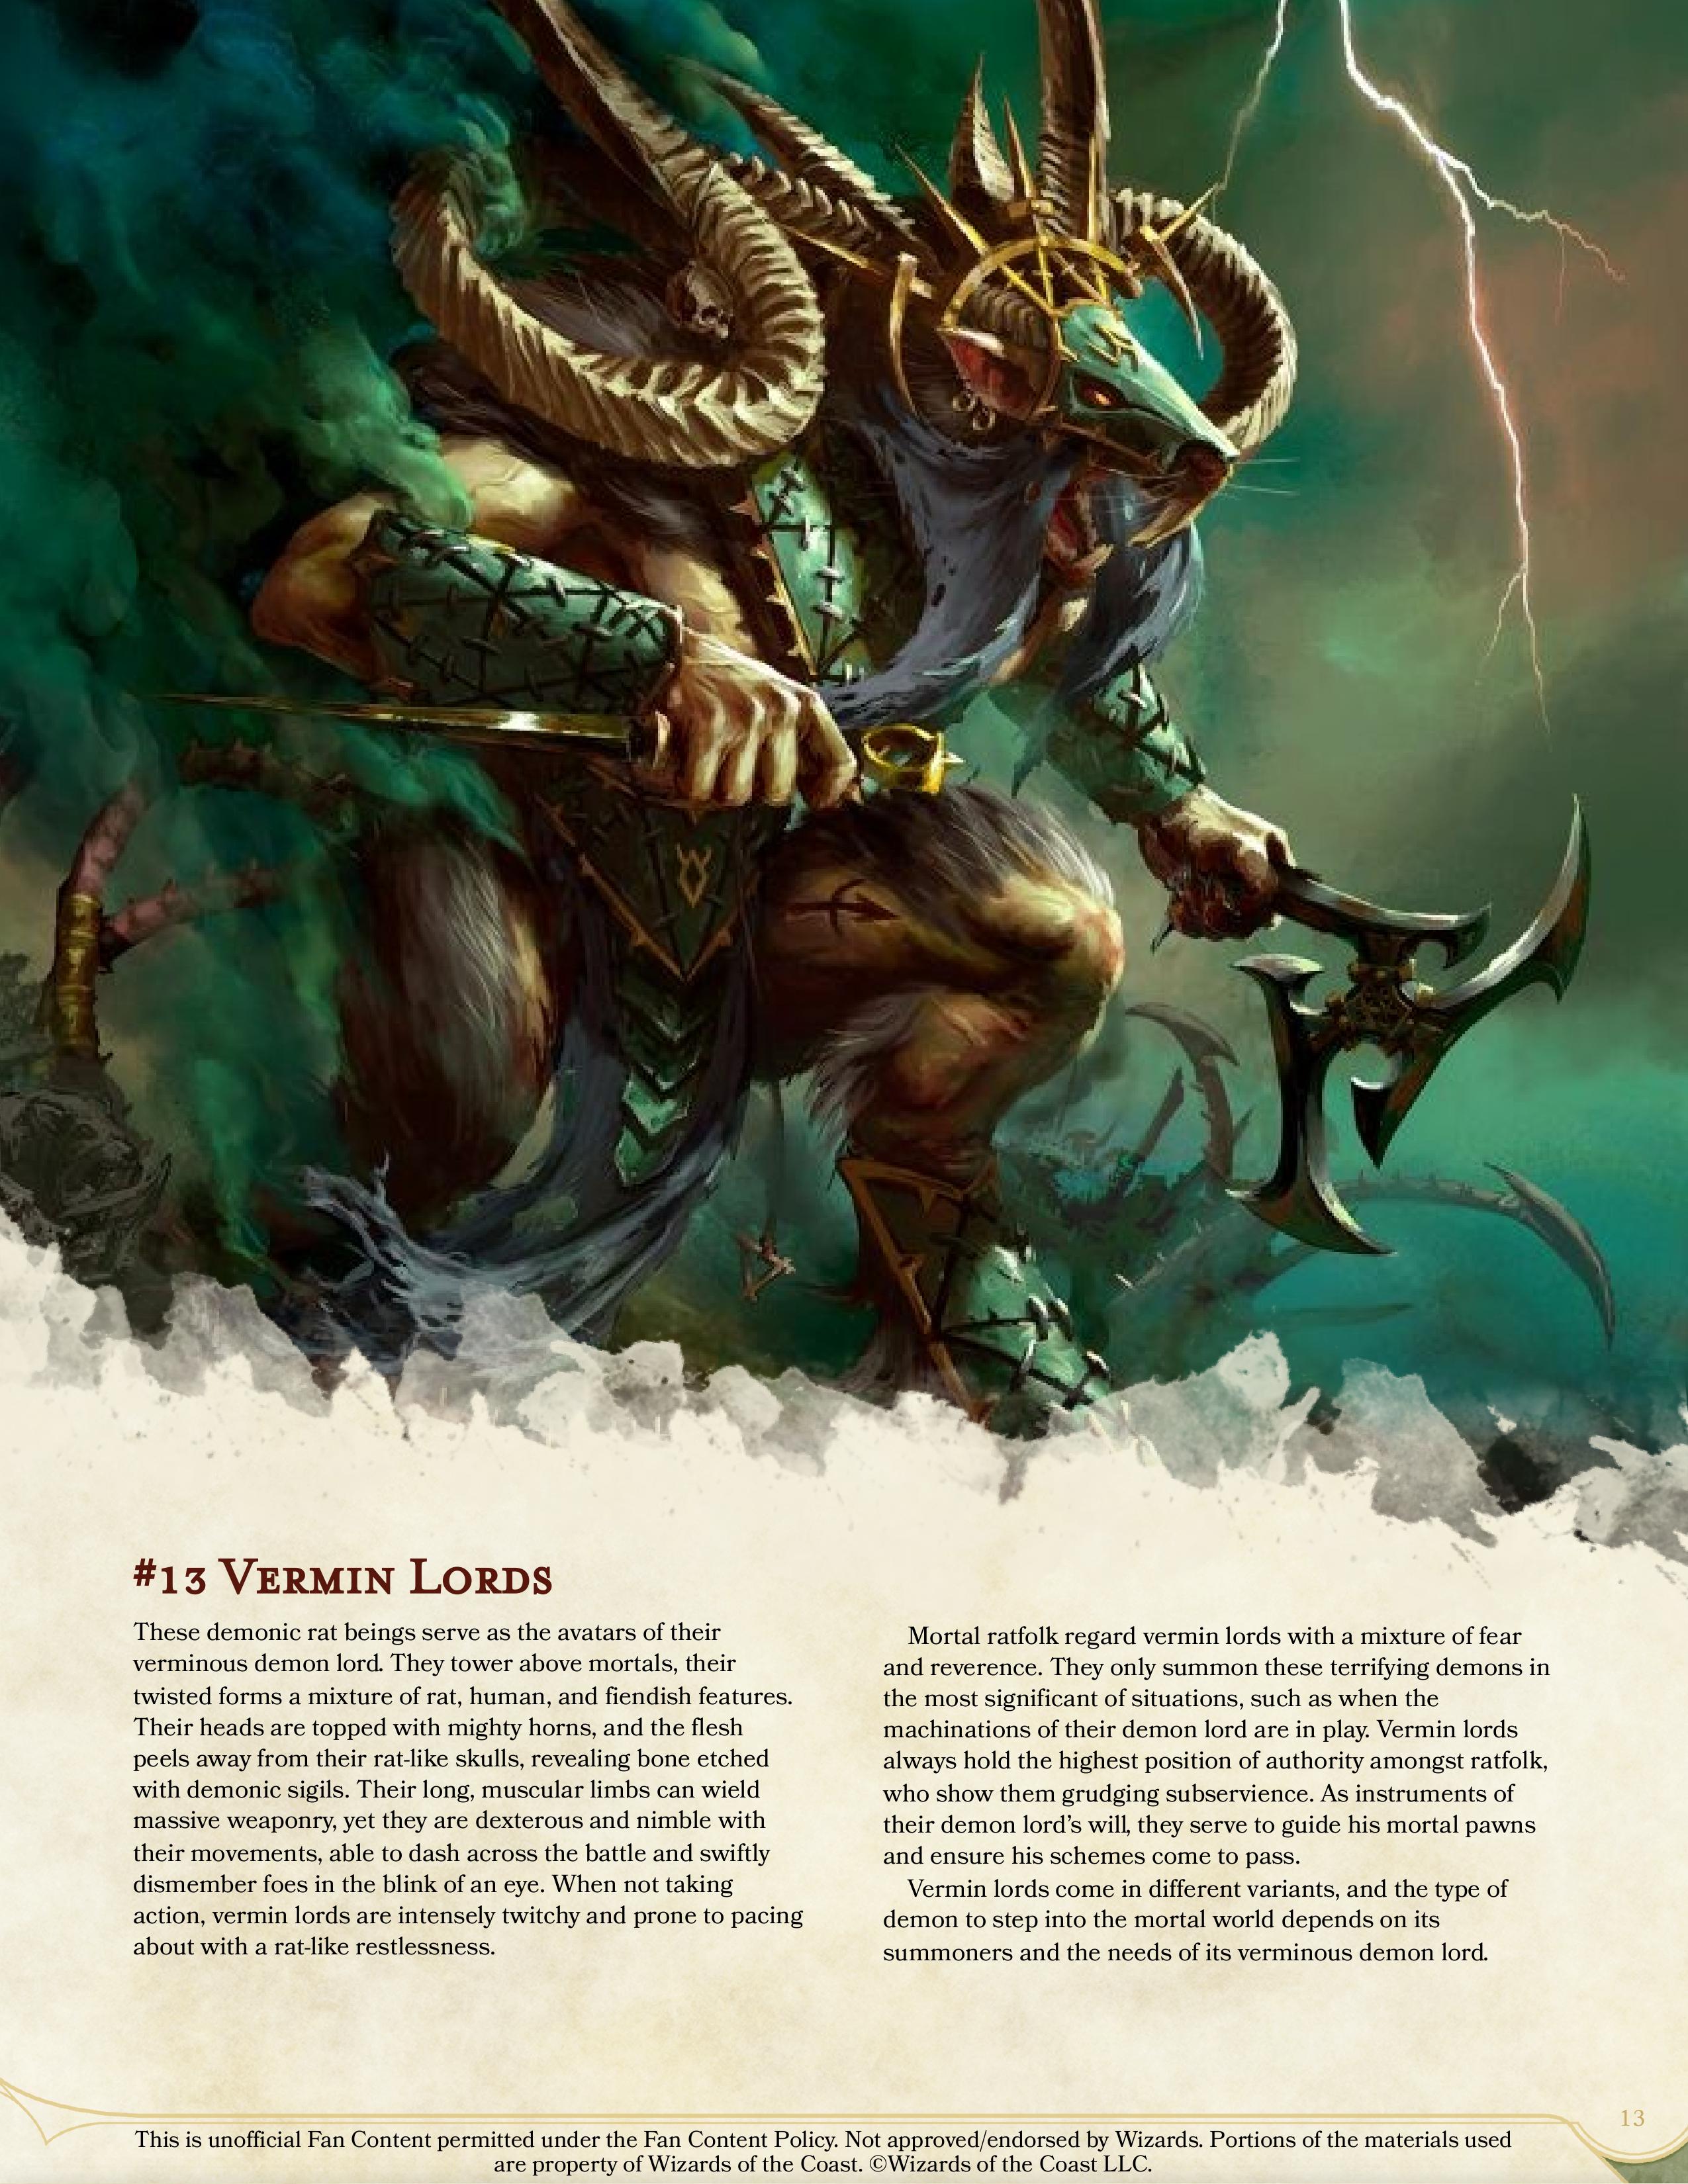 #13 Vermin Lords
These demonic rat beings serve as the avatars of their
verminous demon lord. They tower above mortals, their
twisted forms a mixture of rat, human, and fiendish features.
Their heads are topped with mighty horns, and the flesh
peels away from their rat-like skulls, revealing bone etched
with demonic sigils. Their long, muscular limbs can wield
massive weaponry, yet they are dexterous and nimble with
their movements, able to dash across the battle and swiftly
dismember foes in the blink of an eye. When not taking
action, vermin lords are intensely twitchy and prone to pacing
about with a rat-like restlessness.
Mortal ratfolk regard vermin lords with a mixture of fear
and reverence. They only summon these terrifying demons in
the most significant of situations, such as when the
machinations of their demon lord are in play. Vermin lords
always hold the highest position of authority amongst ratfolk,
who show them grudging subservience. As instruments of
their demon lord's will, they serve to guide his mortal pawns
and ensure his schemes come to pass.
Vermin lords come in different variants, and the type of
demon to step into the mortal world depends on its
summoners and the needs of its verminous demon lord.
13
This is unofficial Fan Content permitted under the Fan Content Policy. Not approved/endorsed by Wizards. Portions of the materials used
are property of Wizards of the Coast. ©Wizards of the Coast LLC.